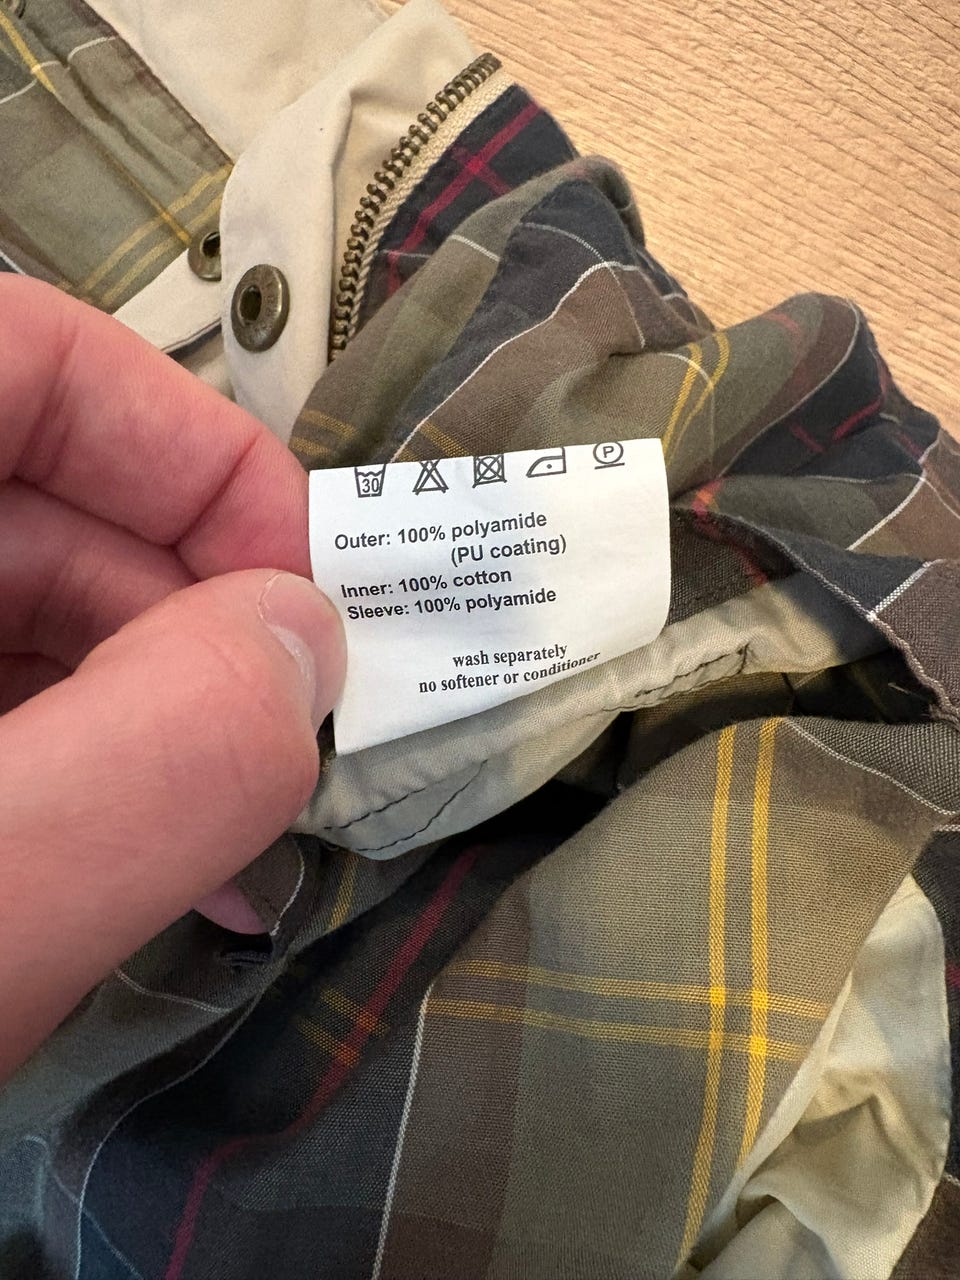 30 P
Outer: 100% polyamide
(PU coating)
Inner: 100% cotton
Sleeve: 100% polyamide
wash separately
no softener or conditioner